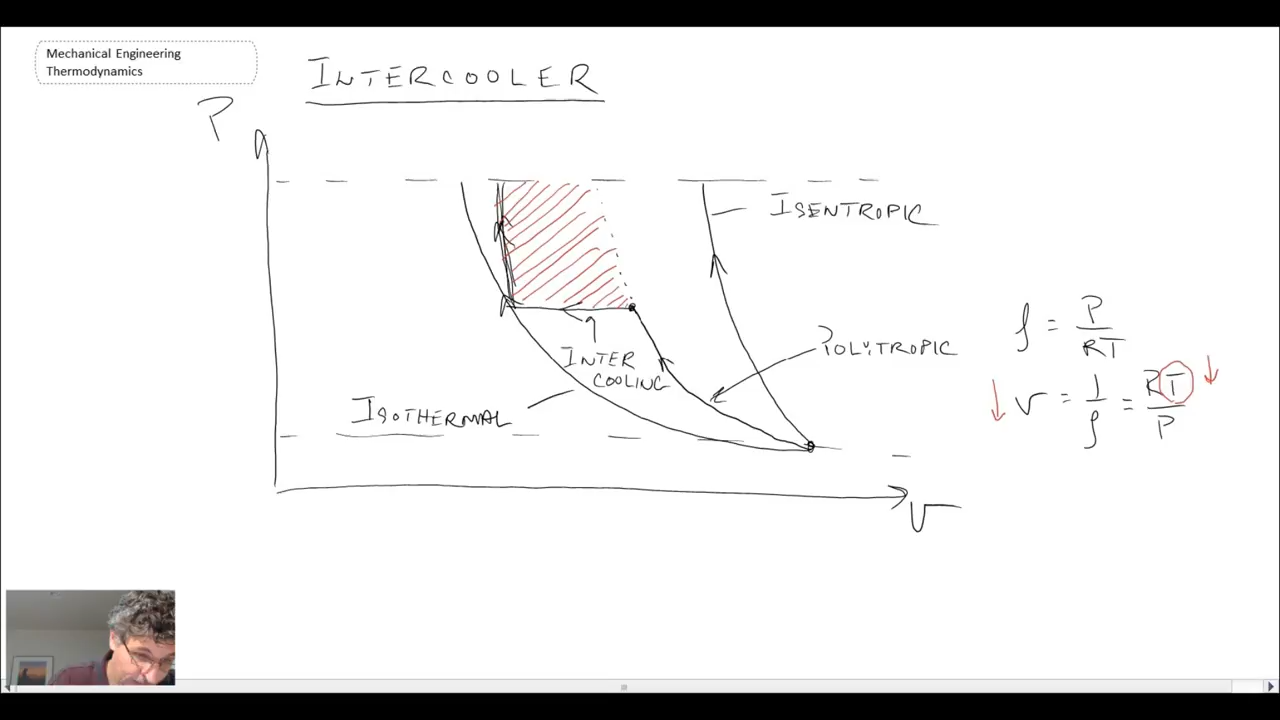 Mechanical Engineering
Thermodynamics
INTERCOOLER
P
ISENTROPIC
POLYTROPIC
INTER
COOLING
ISOTHERMAL
ρ = P / RT
v = 1 / ρ = RT / P
v